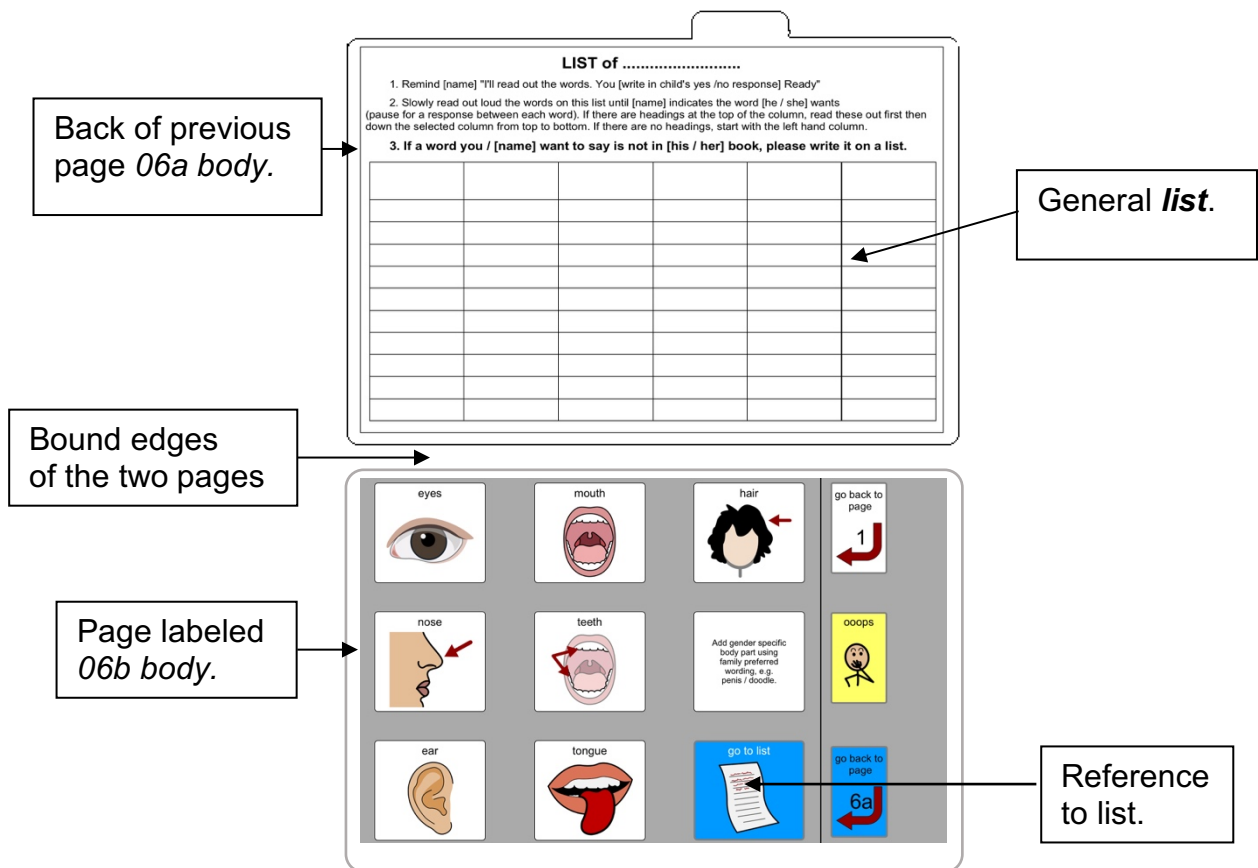 LIST of ..........................
1. Remind [name] "I'll read out the words. You [write in child's yes /no response] Ready"
2. Slowly read out loud the words on this list until [name] indicates the word [he / she] wants
(pause for a response between each word). If there are headings at the top of the column, read these out first then
down the selected column from top to bottom. If there are no headings, start with the left hand column.
3. If a word you / [name] want to say is not in [his / her] book, please write it on a list.
Back of previous
page 06a body.
General list.
Bound edges
of the two pages
Page labeled
06b body.
eyes
mouth
hair
go back to
page
1
nose
teeth
Add gender specific
body part using
family preferred
wording, e.g.
penis / doodle.
ooops
ear
tongue
go to list
go back to
page
6a
Reference
to list.